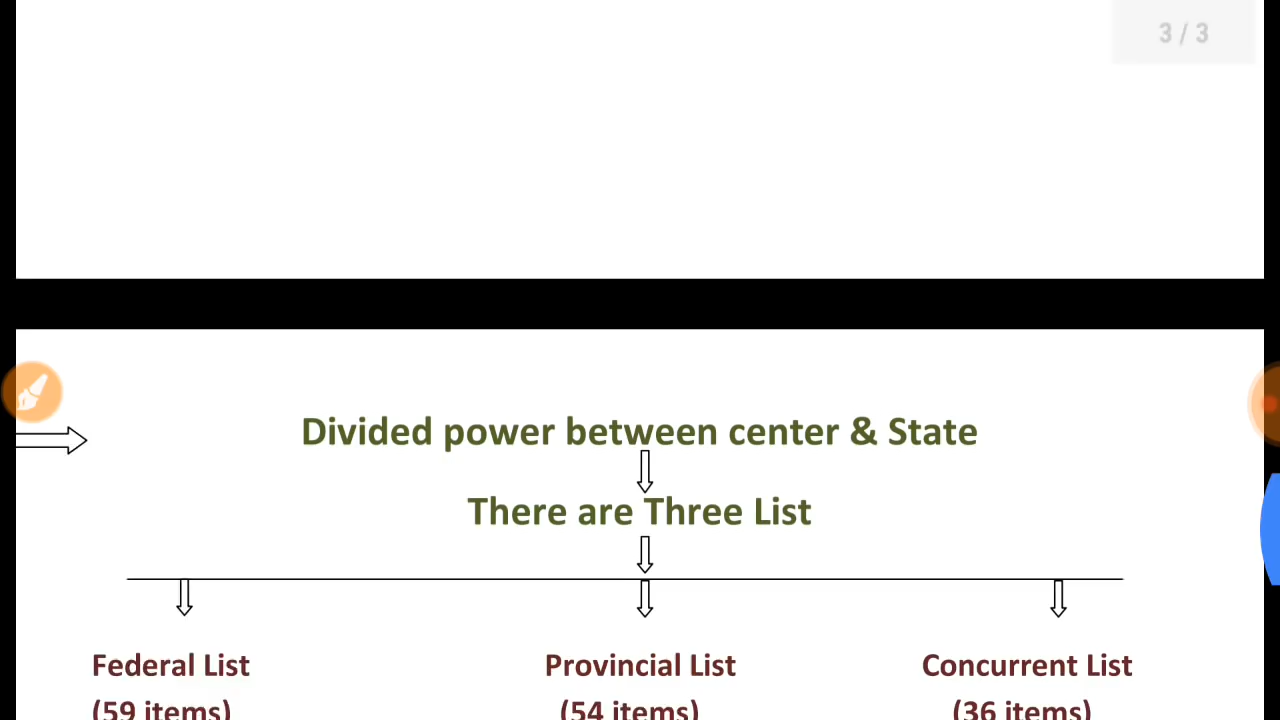 3 / 3
Divided power between center & State
There are Three List
Federal List Provincial List Concurrent List
(59 items) (54 items) (36 items)